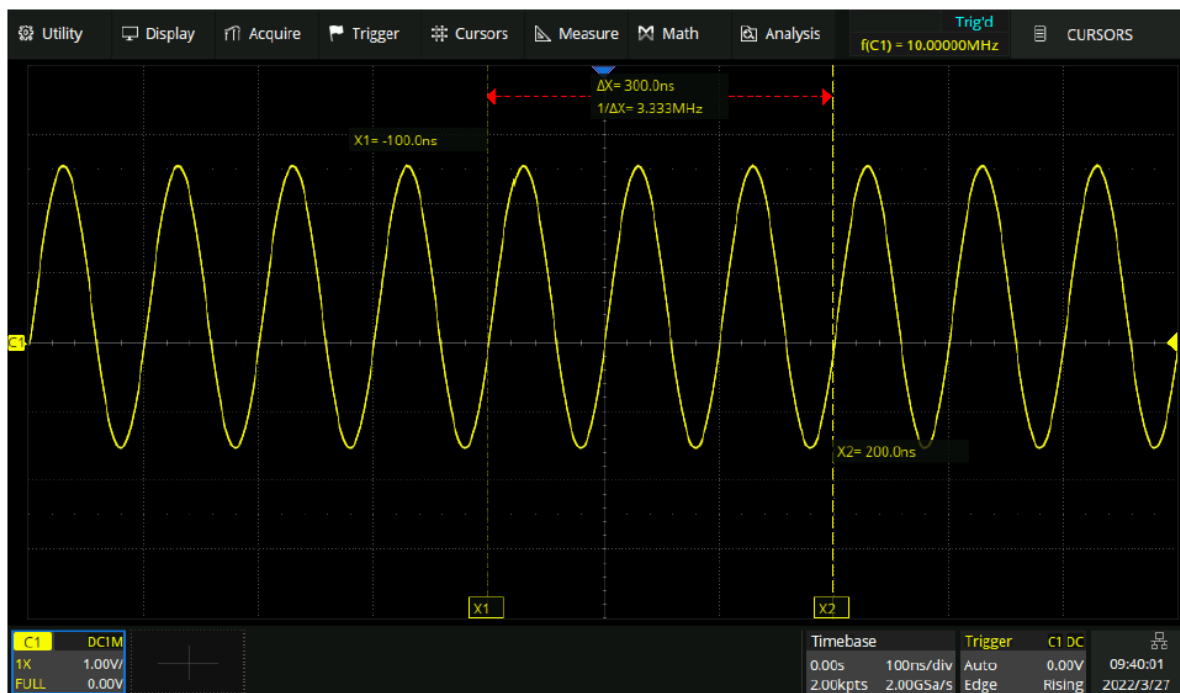 Utility Display Acquire Trigger Cursors Measure Math Analysis Trig'd f(C1) = 10.00000MHz CURSORS
ΔX= 300.0ns
1/ΔX= 3.333MHz
X1= -100.0ns
C1
X2= 200.0ns
X1 X2
C1 DC1M
1X 1.00V/
FULL 0.00V
Timebase
0.00s 100ns/div
2.00kpts 2.00GSa/s
Trigger C1 DC
Auto 0.00V
Edge Rising
09:40:01
2022/3/27